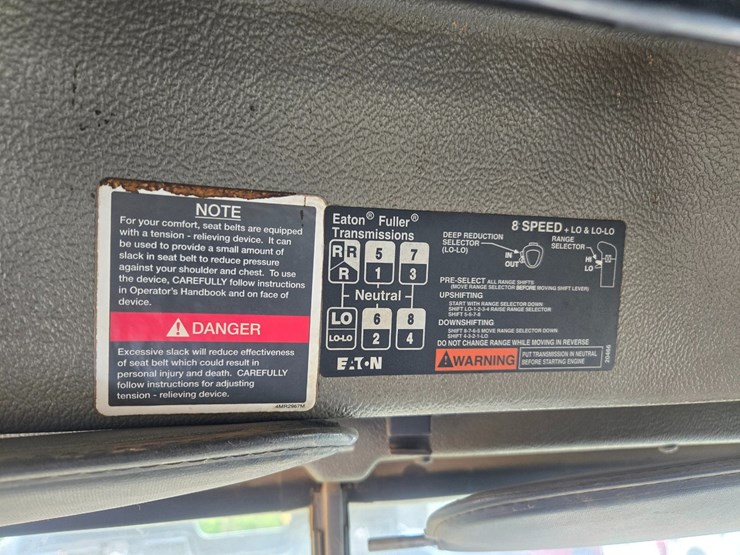 NOTE
For your comfort, seat belts are equipped
with a tension - relieving device. It can
be used to provide a small amount of
slack in seat belt to reduce pressure
against your shoulder and chest. To use
the device, CAREFULLY follow instructions
in Operator's Handbook and on face of
device.
DANGER
Excessive slack will reduce effectiveness
of seat belt which could result in
personal injury and death. CAREFULLY
follow instructions for adjusting
tension - relieving device.
4MR2967M
Eaton® Fuller®
Transmissions
R R 5 7
R 1 3
Neutral
LO 6 8
LO-LO 2 4
EATON
8 SPEED + LO & LO-LO
DEEP REDUCTION
SELECTOR
(LO-LO)
IN
OUT
RANGE
SELECTOR
HI
LO
PRE-SELECT ALL RANGE SHIFTS
(MOVE RANGE SELECTOR BEFORE MOVING SHIFT LEVER)
UPSHIFTING
START WITH RANGE SELECTOR DOWN:
SHIFT LO-1-2-3-4 RAISE RANGE SELECTOR
SHIFT 5-6-7-8
DOWNSHIFTING
SHIFT 8-7-6-5 MOVE RANGE SELECTOR DOWN
SHIFT 4-3-2-1-LO
DO NOT CHANGE RANGE WHILE MOVING IN REVERSE
WARNING
PUT TRANSMISSION IN NEUTRAL
BEFORE STARTING ENGINE
20466